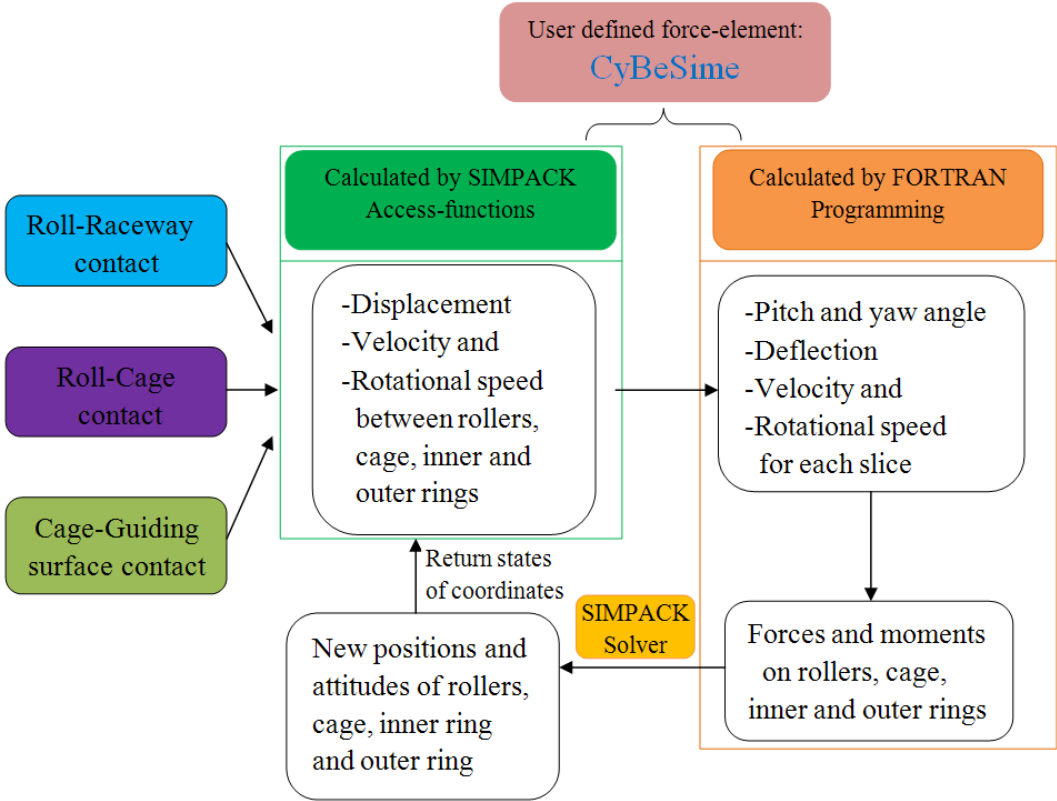 User defined force-element:
CyBeSime
Calculated by SIMPACK
Access-functions
Calculated by FORTRAN
Programming
Roll-Raceway
contact
Roll-Cage
contact
Cage-Guiding
surface contact
-Displacement
-Velocity and
-Rotational speed
between rollers,
cage, inner and
outer rings
-Pitch and yaw angle
-Deflection
-Velocity and
-Rotational speed
for each slice
Return states
of coordinates
SIMPACK
Solver
New positions and
attitudes of rollers,
cage, inner ring
and outer ring
Forces and moments
on rollers, cage,
inner and outer rings